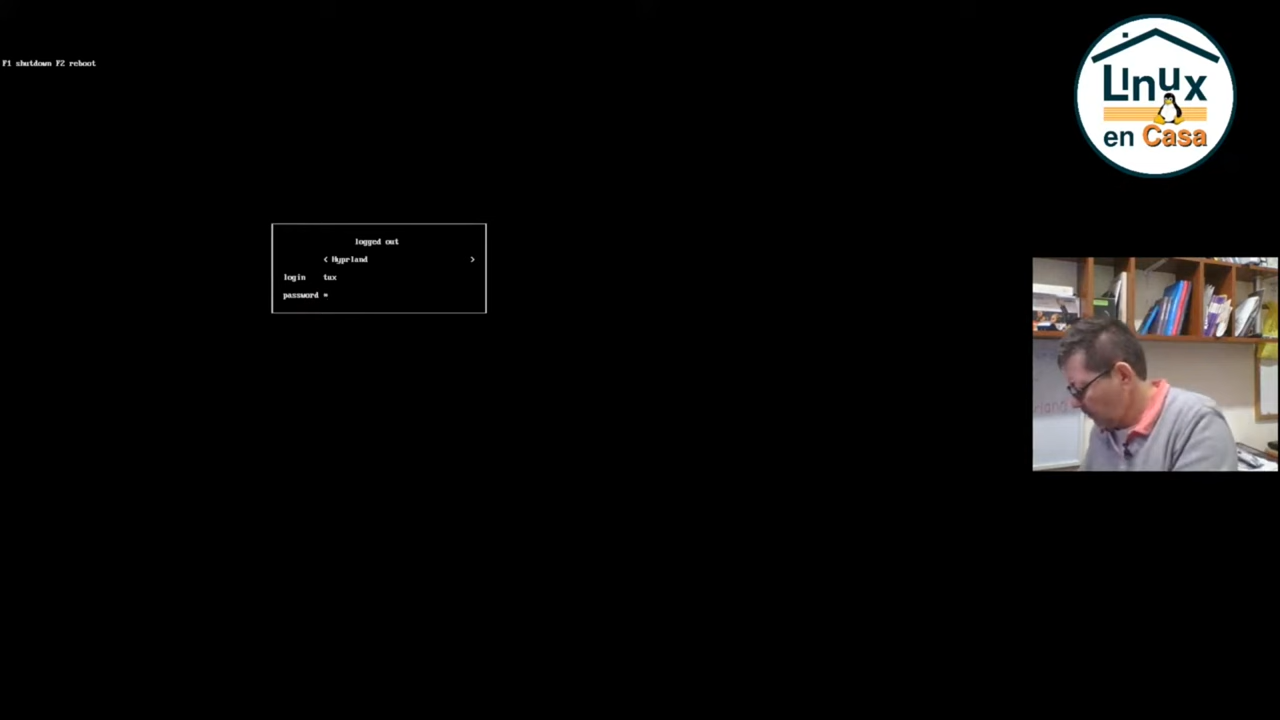 F1 shutdown F2 reboot
Linux
en Casa
logged out
< Hyprland >
login tux
password *